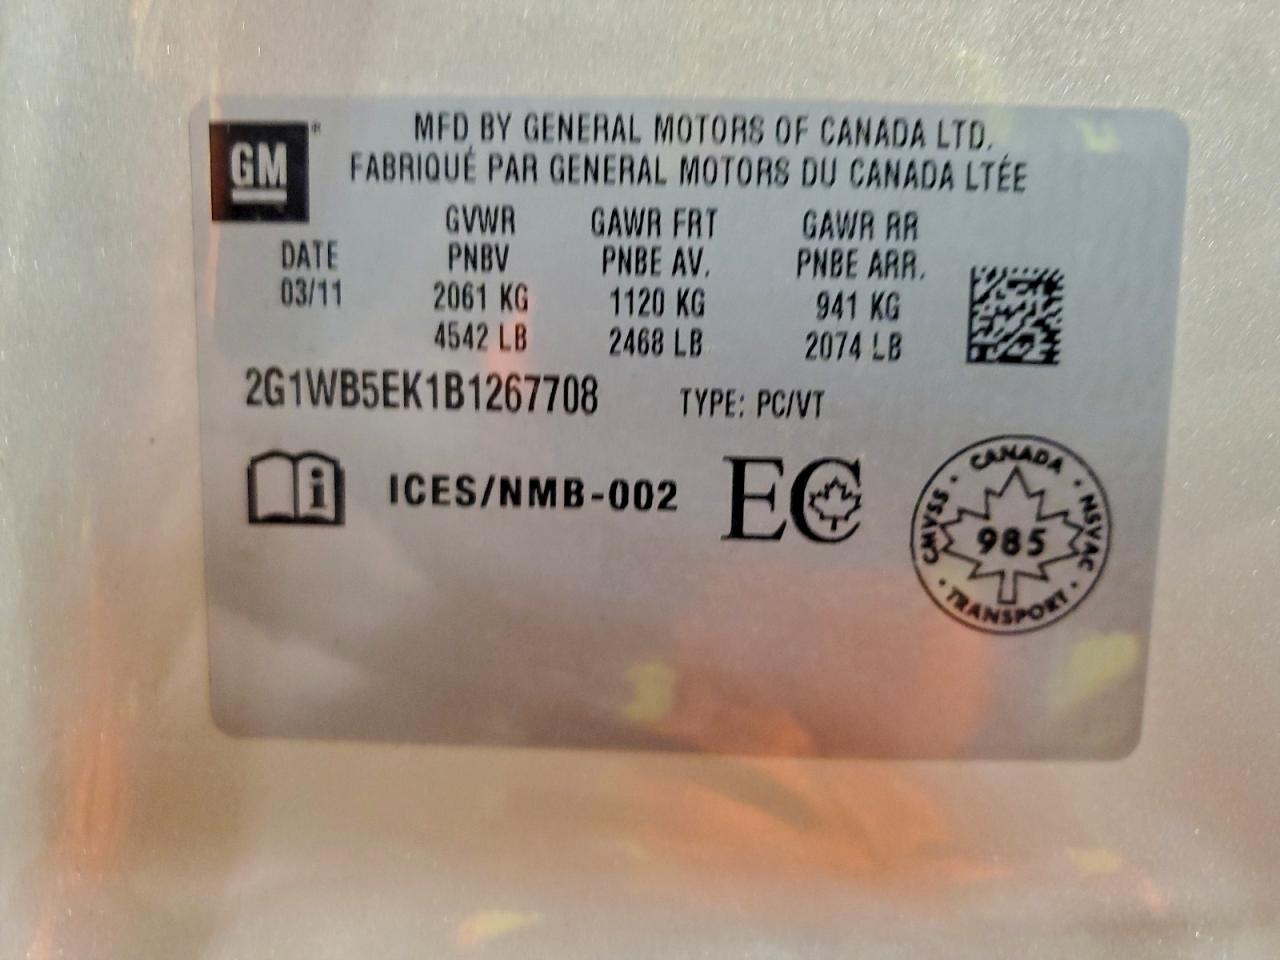 GM
MFD BY GENERAL MOTORS OF CANADA LTD.
FABRIQUÉ PAR GENERAL MOTORS DU CANADA LTÉE
DATE
03/11
GVWR
PNBV
2061 KG
4542 LB
GAWR FRT
PNBE AV.
1120 KG
2468 LB
GAWR RR
PNBE ARR.
941 KG
2074 LB
2G1WB5EK1B1267708 TYPE: PC/VT
i ICES/NMB-002 EC
CANADA
CMVSS · NSVAC
985
TRANSPORT